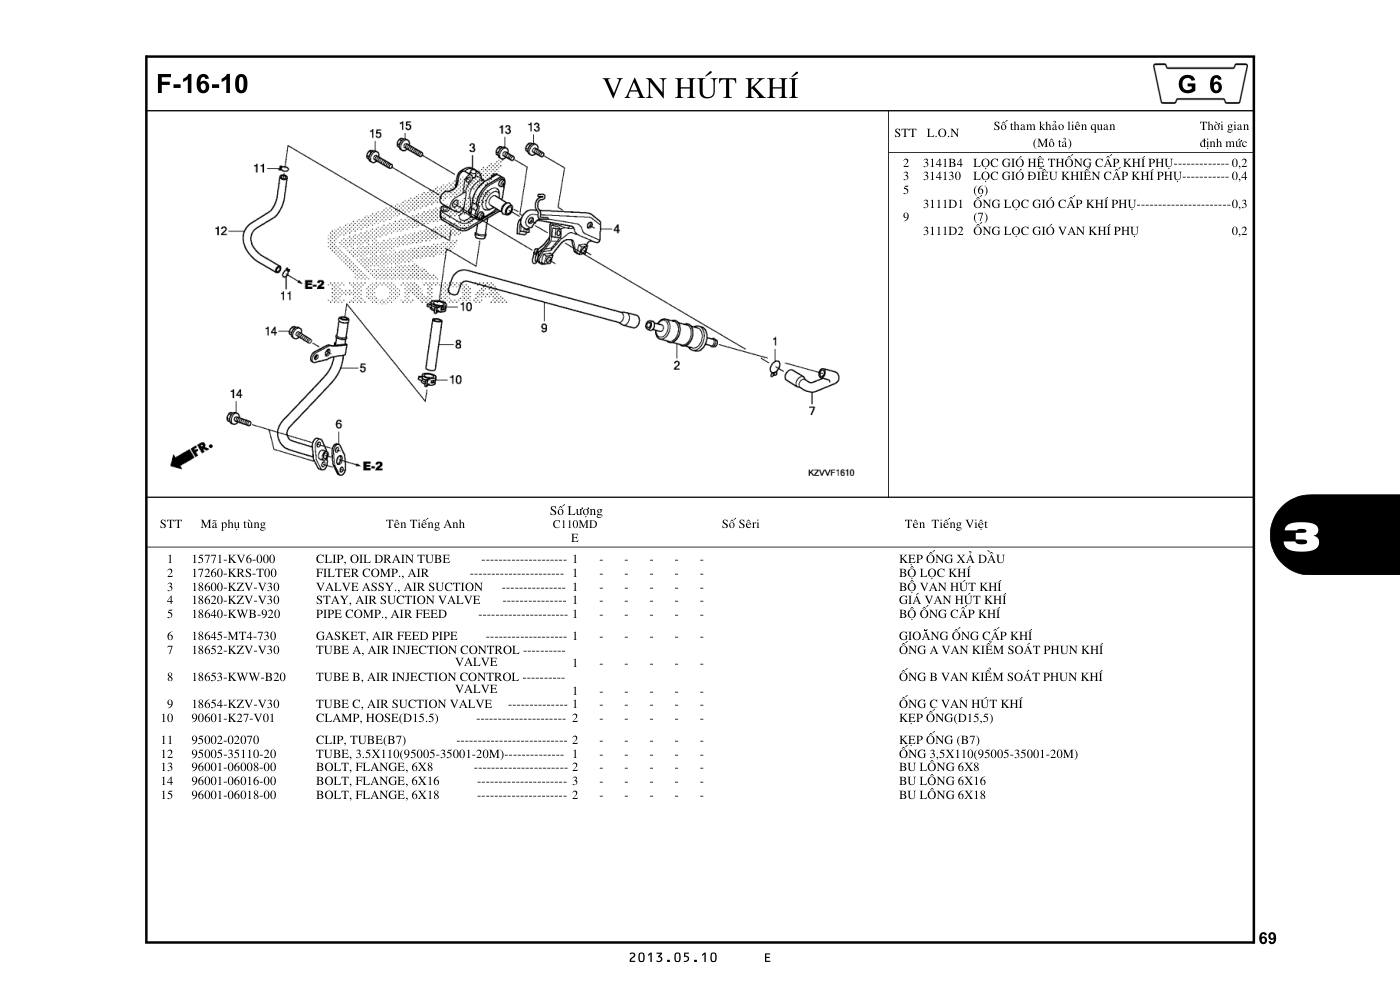 F-16-10
VAN HÚT KHÍ
G 6
15
15
13
13
3
11
12
4
E-2
11
HONDA
10
9
14
8
5
2
1
10
7
14
6
E-2
FR.
KZVVF1610
STT L.O.N Số tham khảo liên quan (Mô tả) Thời gian định mức
2 3141B4 LỌC GIÓ HỆ THỐNG CẤP KHÍ PHỤ------------- 0,2
3 314130 LỌC GIÓ ĐIỀU KHIỂN CẤP KHÍ PHỤ----------- 0,4
5 (6)
3111D1 ỐNG LỌC GIÓ CẤP KHÍ PHỤ----------------------0,3
9 (7)
3111D2 ỐNG LỌC GIÓ VAN KHÍ PHỤ 0,2
STT Mã phụ tùng Tên Tiếng Anh Số Lượng Số Sêri Tên Tiếng Việt
C110MD
E
1 15771-KV6-000 CLIP, OIL DRAIN TUBE -------------------- 1 - - - - - KẸP ỐNG XẢ DẦU
2 17260-KRS-T00 FILTER COMP., AIR ---------------------- 1 - - - - - BỘ LỌC KHÍ
3 18600-KZV-V30 VALVE ASSY., AIR SUCTION --------------- 1 - - - - - BỘ VAN HÚT KHÍ
4 18620-KZV-V30 STAY, AIR SUCTION VALVE --------------- 1 - - - - - GIÁ VAN HÚT KHÍ
5 18640-KWB-920 PIPE COMP., AIR FEED --------------------- 1 - - - - - BỘ ỐNG CẤP KHÍ
6 18645-MT4-730 GASKET, AIR FEED PIPE ------------------- 1 - - - - - GIOĂNG ỐNG CẤP KHÍ
7 18652-KZV-V30 TUBE A, AIR INJECTION CONTROL ---------- ỐNG A VAN KIỂM SOÁT PHUN KHÍ
VALVE 1 - - - - -
8 18653-KWW-B20 TUBE B, AIR INJECTION CONTROL ---------- ỐNG B VAN KIỂM SOÁT PHUN KHÍ
VALVE 1 - - - - -
9 18654-KZV-V30 TUBE C, AIR SUCTION VALVE -------------- 1 - - - - - ỐNG C VAN HÚT KHÍ
10 90601-K27-V01 CLAMP, HOSE(D15.5) --------------------- 2 - - - - - KẸP ỐNG(D15,5)
11 95002-02070 CLIP, TUBE(B7) -------------------------- 2 - - - - - KẸP ỐNG (B7)
12 95005-35110-20 TUBE, 3.5X110(95005-35001-20M)-------------- 1 - - - - - ỐNG 3,5X110(95005-35001-20M)
13 96001-06008-00 BOLT, FLANGE, 6X8 ---------------------- 2 - - - - - BU LÔNG 6X8
14 96001-06016-00 BOLT, FLANGE, 6X16 --------------------- 3 - - - - - BU LÔNG 6X16
15 96001-06018-00 BOLT, FLANGE, 6X18 --------------------- 2 - - - - - BU LÔNG 6X18
3
69
2013.05.10 E